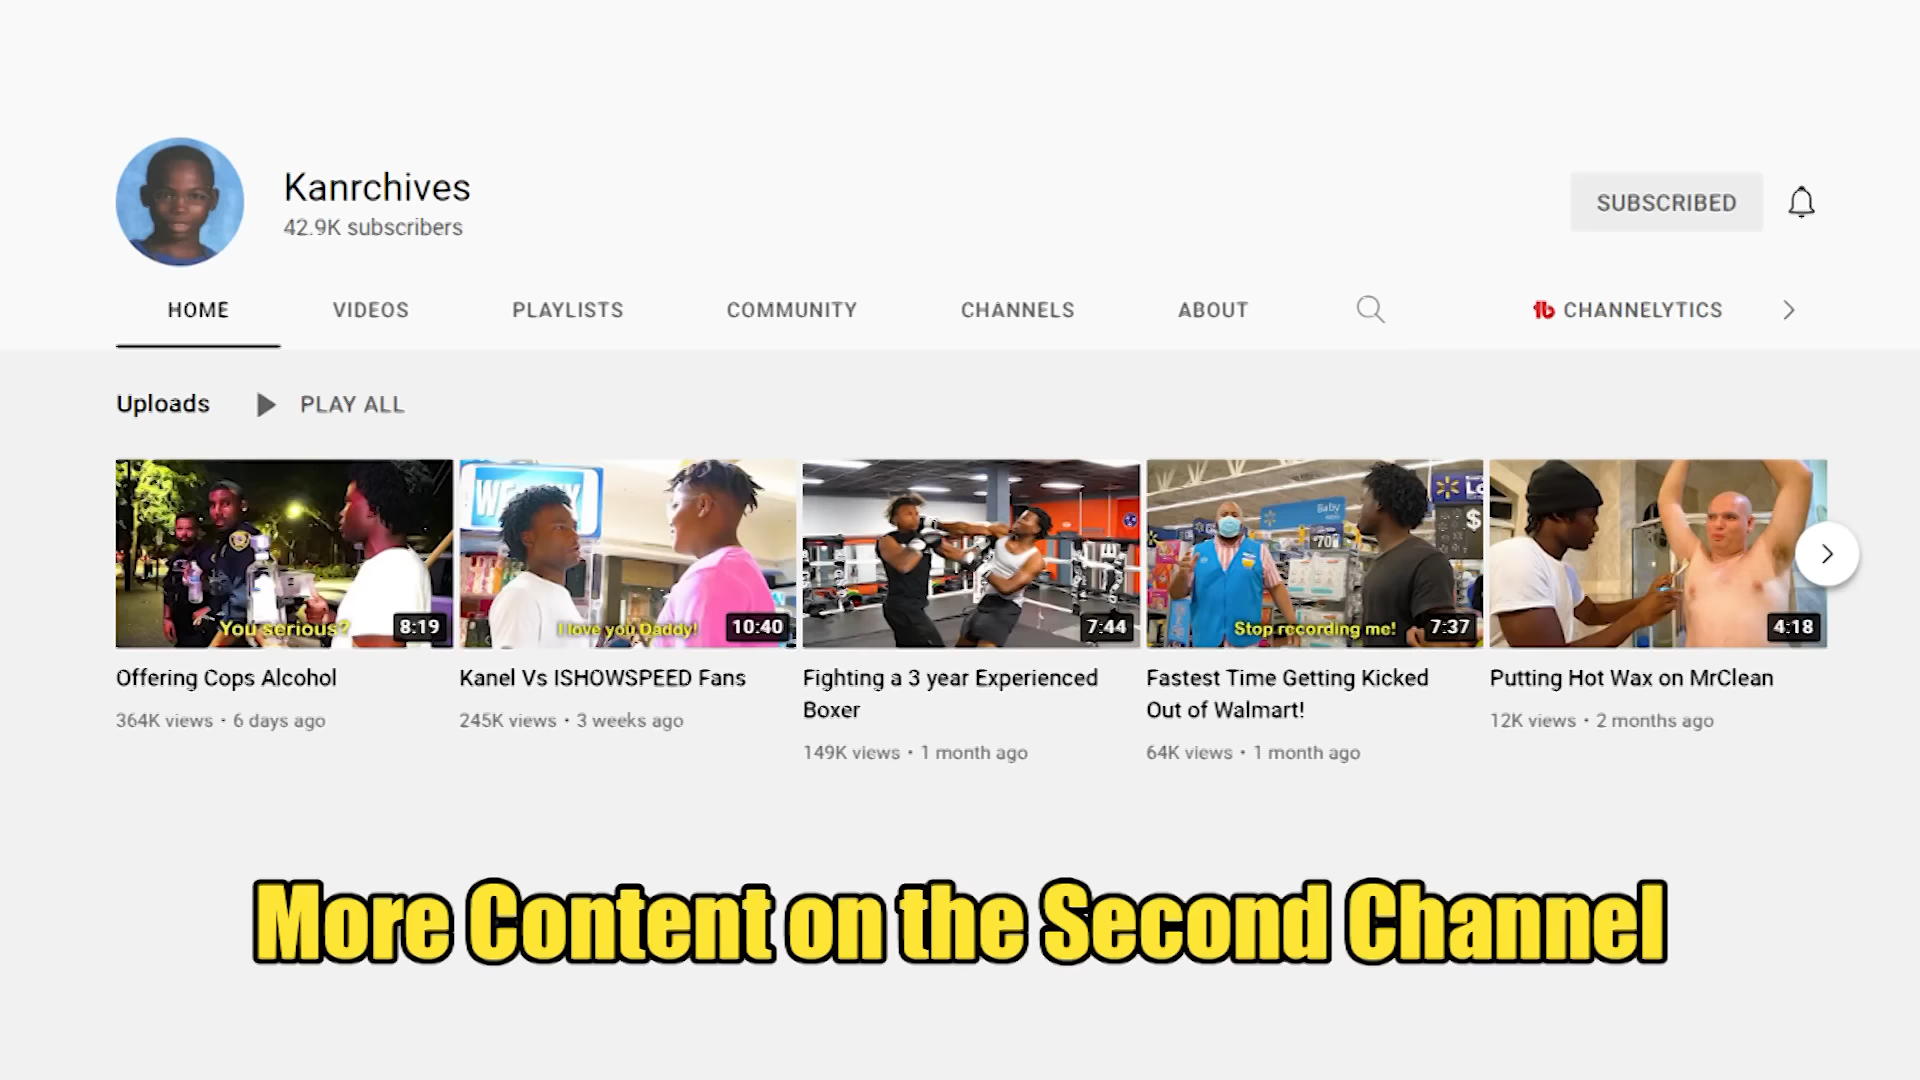 Kanrchives
42.9K subscribers
SUBSCRIBED
HOME
VIDEOS
PLAYLISTS
COMMUNITY
CHANNELS
ABOUT
CHANNELYTICS
Uploads
PLAY ALL
You serious?
8:19
I love you Daddy!
10:40
7:44
Baby
Stop recording me!
7:37
4:18
Offering Cops Alcohol
364K views • 6 days ago
Kanel Vs ISHOWSPEED Fans
245K views • 3 weeks ago
Fighting a 3 year Experienced
Boxer
149K views • 1 month ago
Fastest Time Getting Kicked
Out of Walmart!
64K views • 1 month ago
Putting Hot Wax on MrClean
12K views • 2 months ago
More Content on the Second Channel